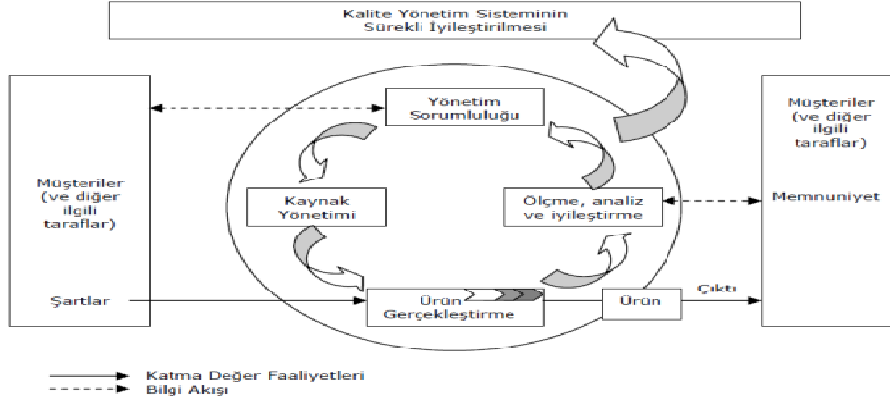 Kalite Yönetim Sisteminin
Sürekli İyileştirilmesi
Yönetim
Sorumluluğu
Müşteriler
(ve diğer
ilgili
taraflar)
Müşteriler
(ve diğer
ilgili
taraflar)
Kaynak
Yönetimi
Ölçme, analiz
ve iyileştirme
Memnuniyet
Şartlar
Ürün
Gerçekleştirme
Ürün
Çıktı
Katma Değer Faaliyetleri
Bilgi Akışı